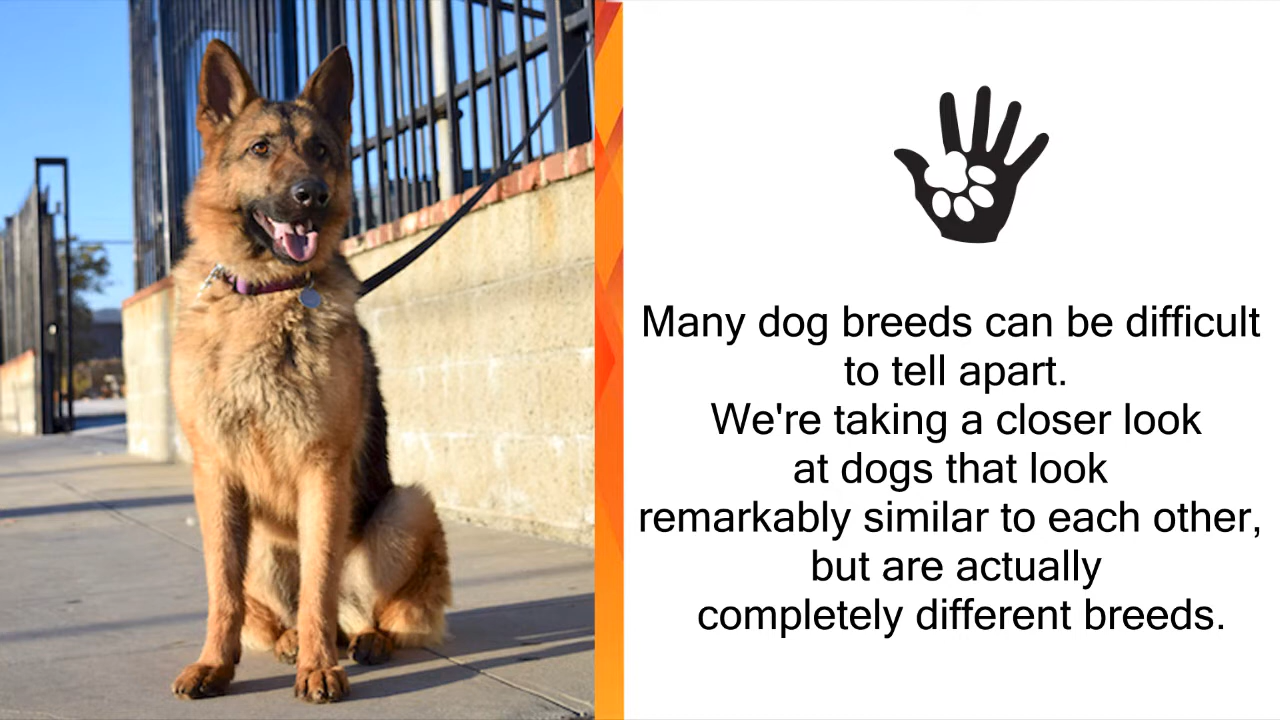 Many dog breeds can be difficult
to tell apart.
We're taking a closer look
at dogs that look
remarkably similar to each other,
but are actually
completely different breeds.